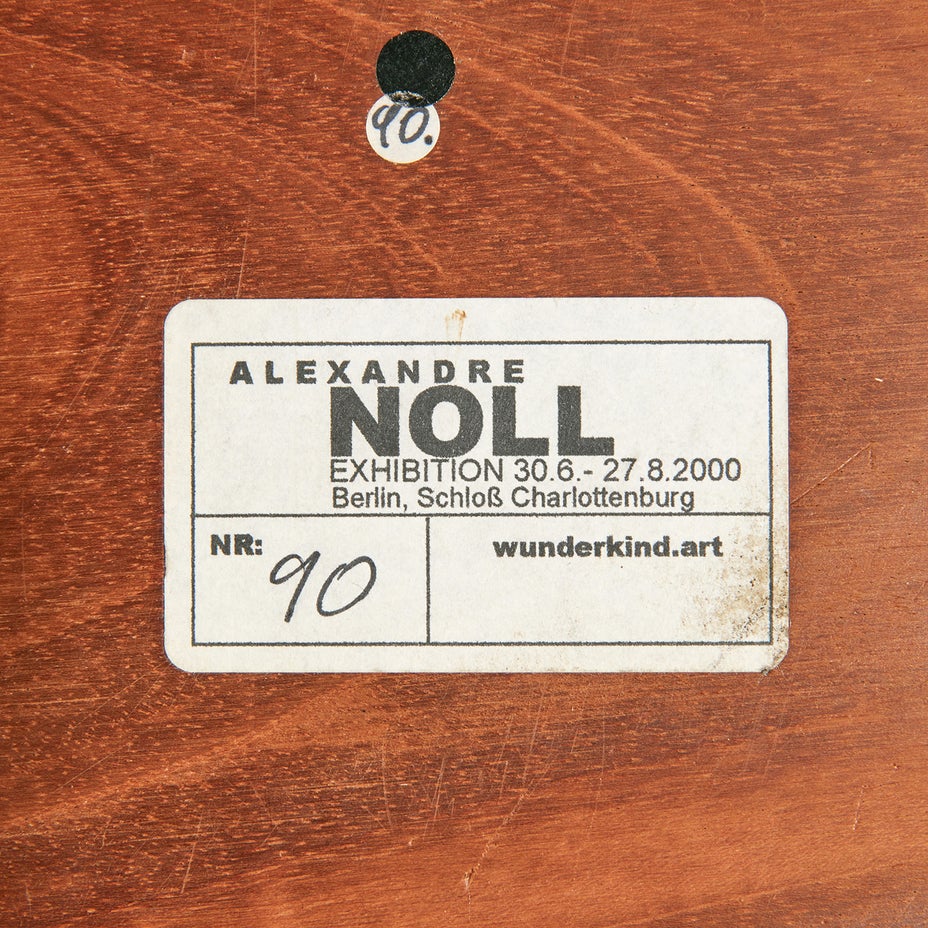 90.
ALEXANDRE
NOLL
EXHIBITION 30.6.- 27.8.2000
Berlin, Schloß Charlottenburg
NR: 90
wunderkind.art